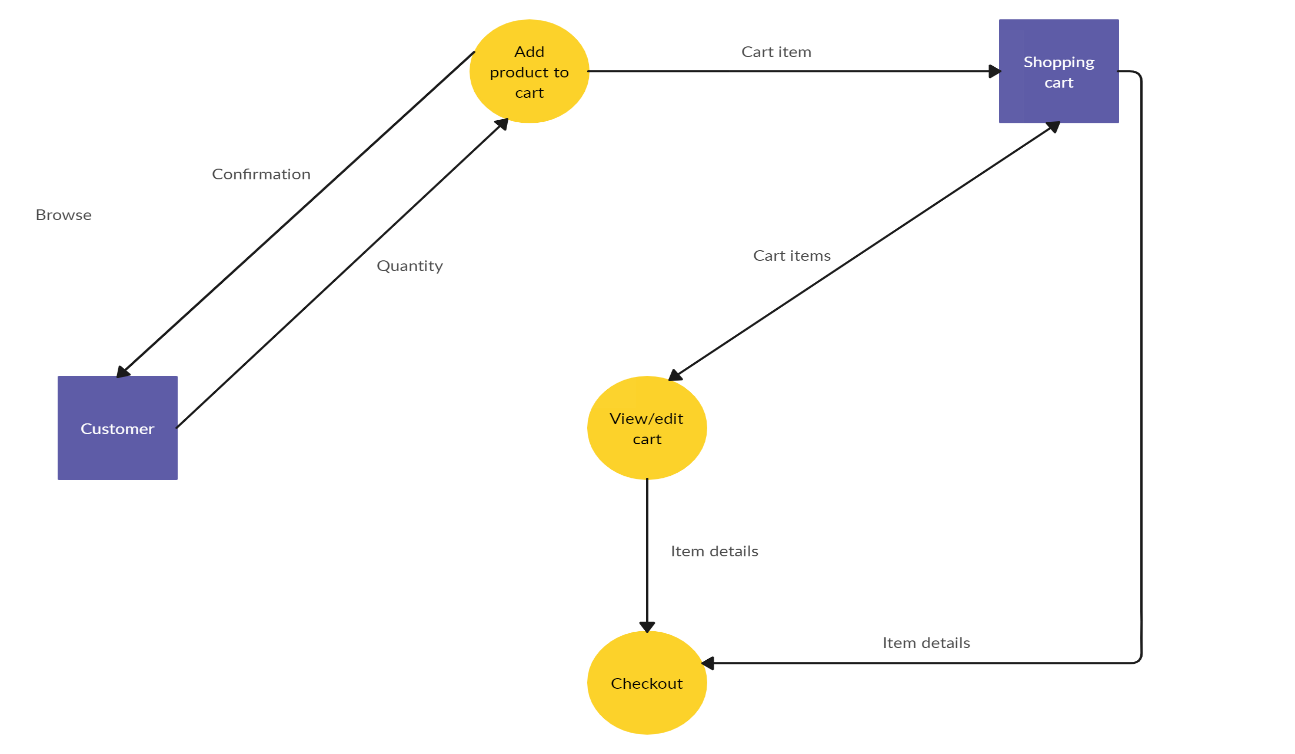 Add
product to
cart
Cart item
Shopping
cart
Confirmation
Browse
Quantity
Cart items
Customer
View/edit
cart
Item details
Item details
Checkout